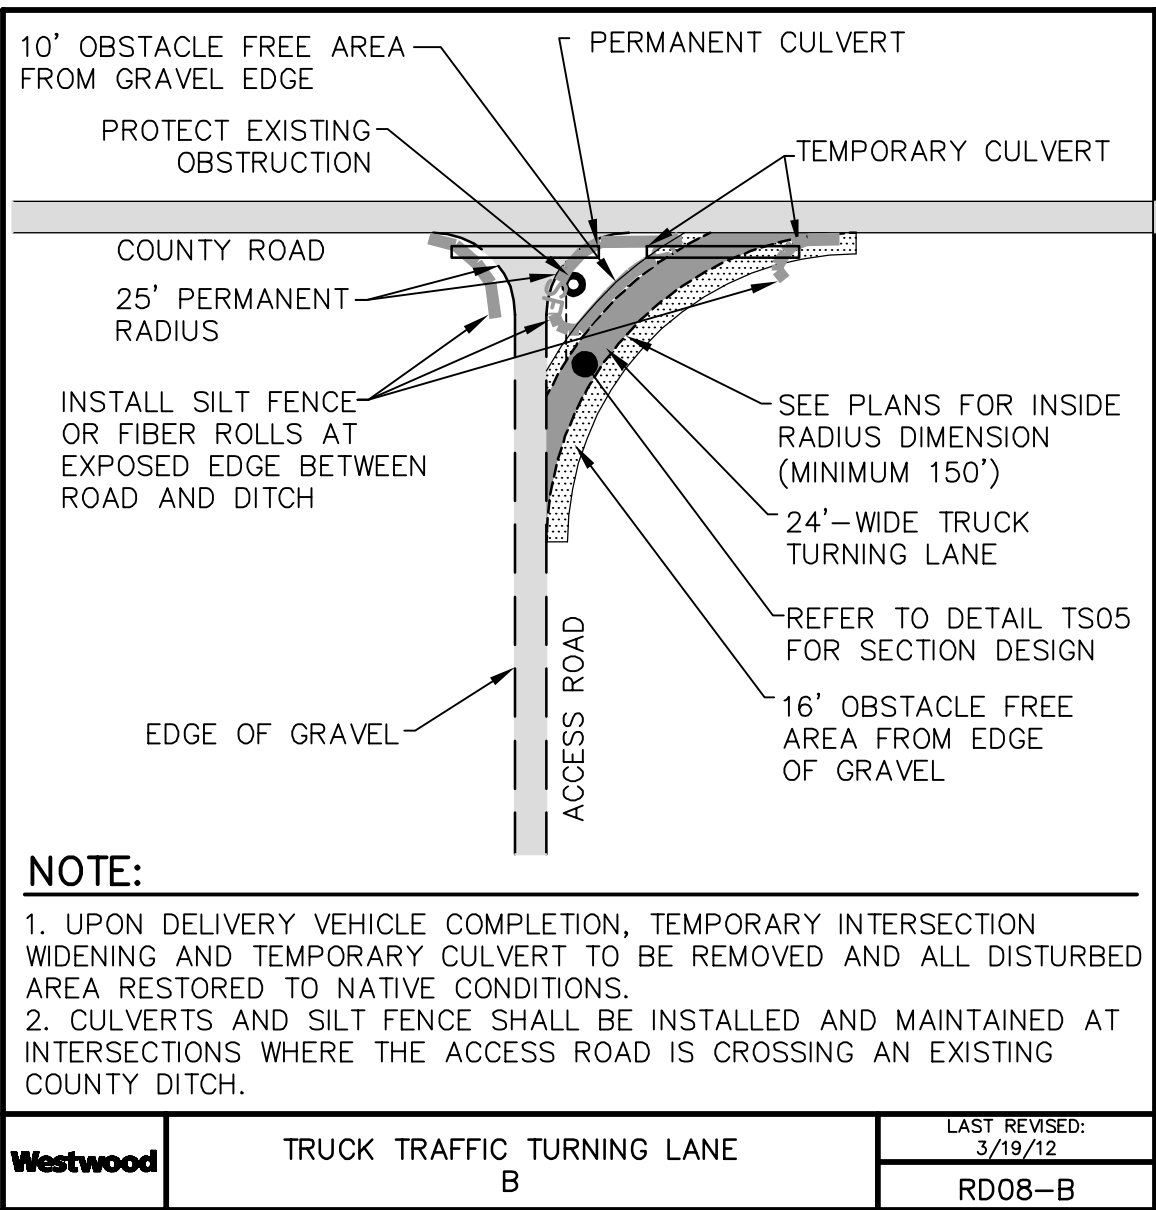 10' OBSTACLE FREE AREA
FROM GRAVEL EDGE
PERMANENT CULVERT
PROTECT EXISTING
OBSTRUCTION
TEMPORARY CULVERT
COUNTY ROAD
25' PERMANENT
RADIUS
SF
INSTALL SILT FENCE
OR FIBER ROLLS AT
EXPOSED EDGE BETWEEN
ROAD AND DITCH
SEE PLANS FOR INSIDE
RADIUS DIMENSION
(MINIMUM 150')
24'-WIDE TRUCK
TURNING LANE
REFER TO DETAIL TS05
FOR SECTION DESIGN
16' OBSTACLE FREE
AREA FROM EDGE
OF GRAVEL
EDGE OF GRAVEL
ACCESS ROAD
NOTE:
1. UPON DELIVERY VEHICLE COMPLETION, TEMPORARY INTERSECTION
WIDENING AND TEMPORARY CULVERT TO BE REMOVED AND ALL DISTURBED
AREA RESTORED TO NATIVE CONDITIONS.
2. CULVERTS AND SILT FENCE SHALL BE INSTALLED AND MAINTAINED AT
INTERSECTIONS WHERE THE ACCESS ROAD IS CROSSING AN EXISTING
COUNTY DITCH.
Westwood
TRUCK TRAFFIC TURNING LANE
B
LAST REVISED:
3/19/12
RD08-B